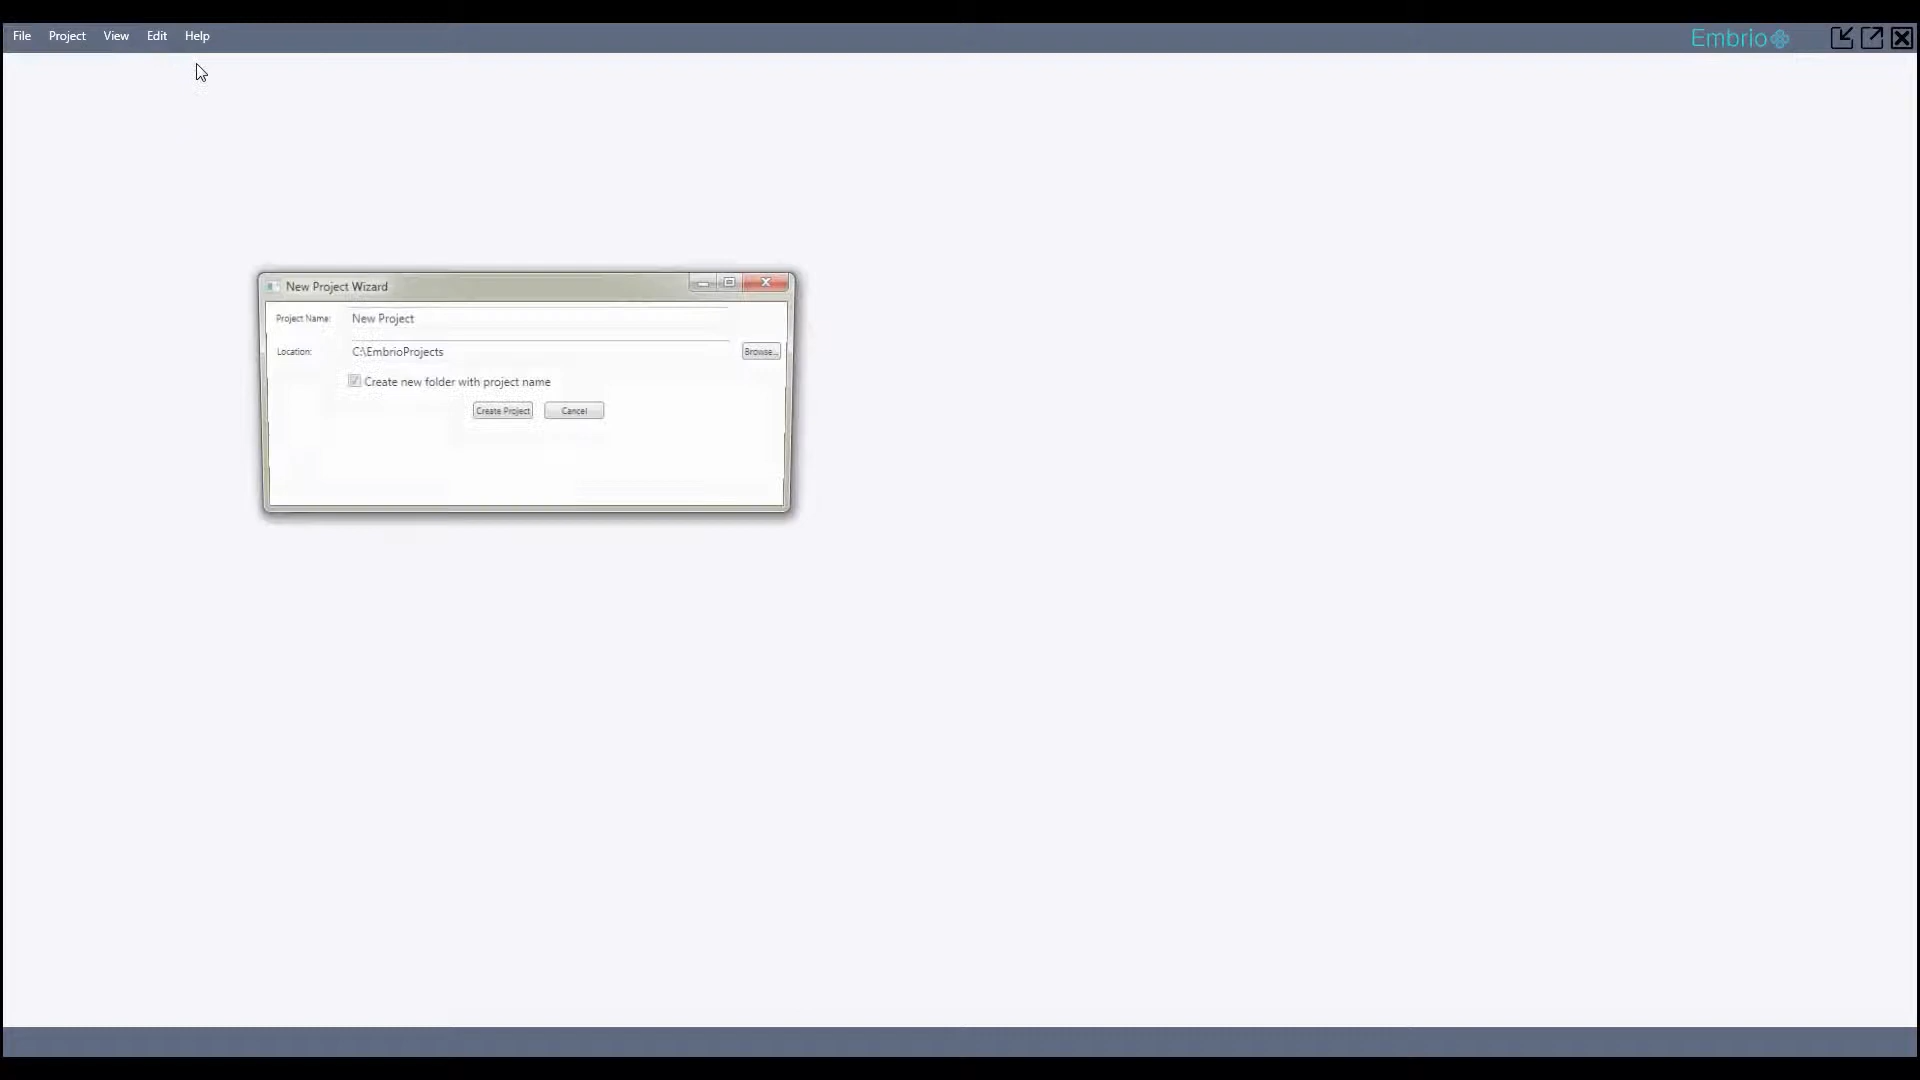 File Project View Edit Help
Embrio
New Project Wizard
Project Name: New Project
Location: C:\EmbrioProjects Browse...
Create new folder with project name
Create Project Cancel